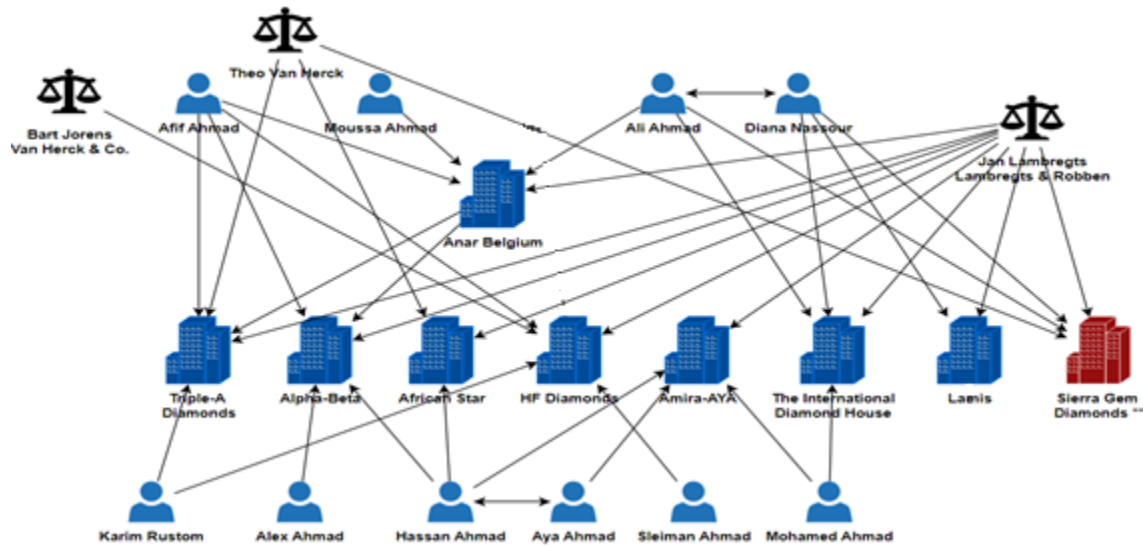 Theo Van Herck
Bart Jorens
Van Herck & Co.
Afif Ahmad
Moussa Ahmad
Ali Ahmad
Diana Nassour
Jan Lambregts
Lambregts & Robben
Anar Belgium
Triple-A
Diamonds
Alpha-Beta
African Star
HF Diamonds
Amira-AYA
The International
Diamond House
Lamis
Sierra Gem
Diamonds **
Karim Rustom
Alex Ahmad
Hassan Ahmad
Aya Ahmad
Sleiman Ahmad
Mohamed Ahmad